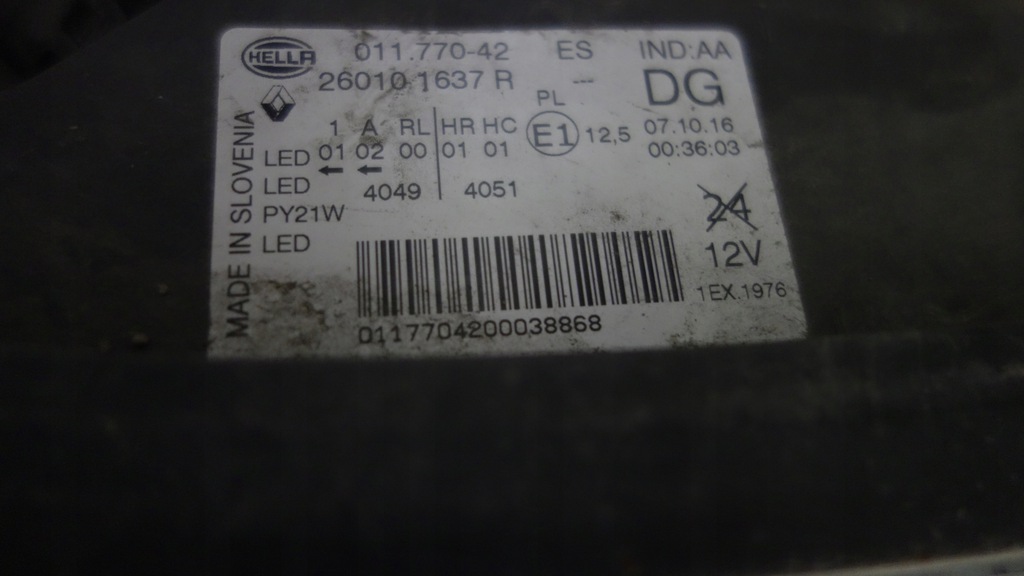 HELLA 011.770-42 ES IND:AA
26010 1637 R --- DG
PL
1 A RL HR HC E1 12,5 07.10.16
LED 01 02 00 01 01 00:36:03
← ←
LED 4049 4051
PY21W 24
LED 12V
MADE IN SLOVENIA
1EX.1976
0117704200038868